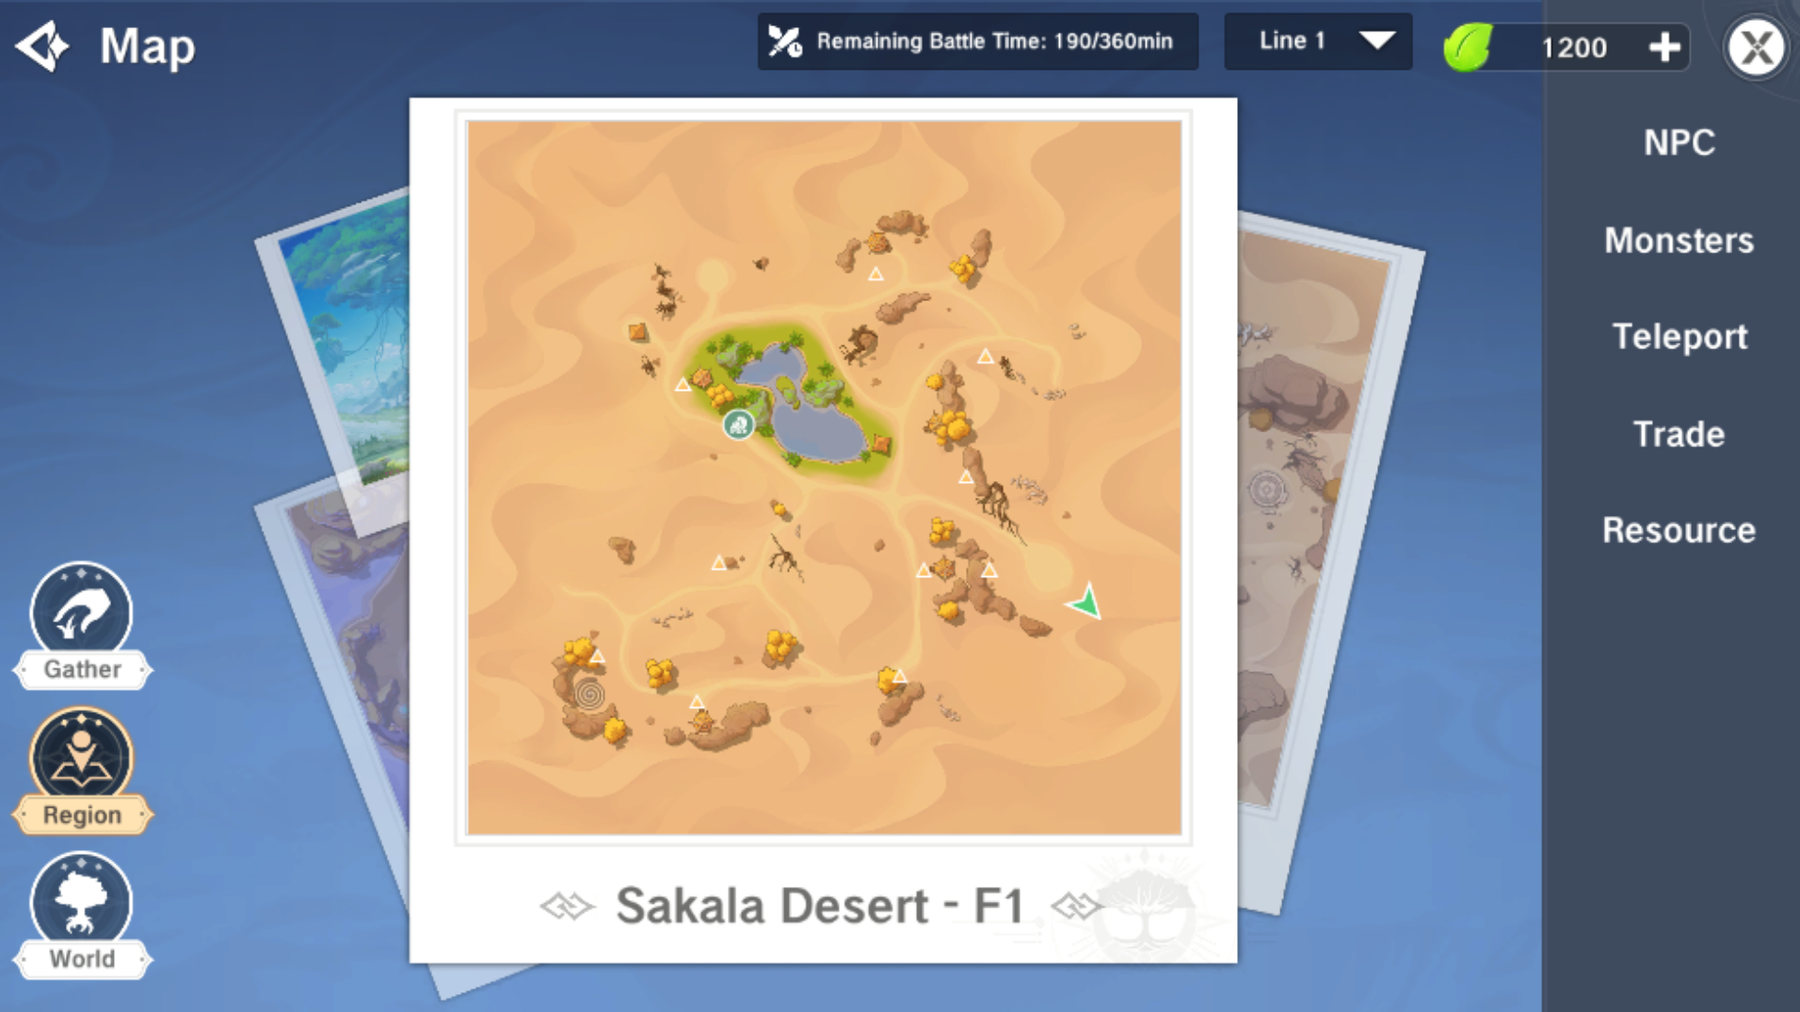 Map
Remaining Battle Time: 190/360min
Line 1
1200
NPC
Monsters
Teleport
Trade
Resource
Gather
Region
World
Sakala Desert - F1